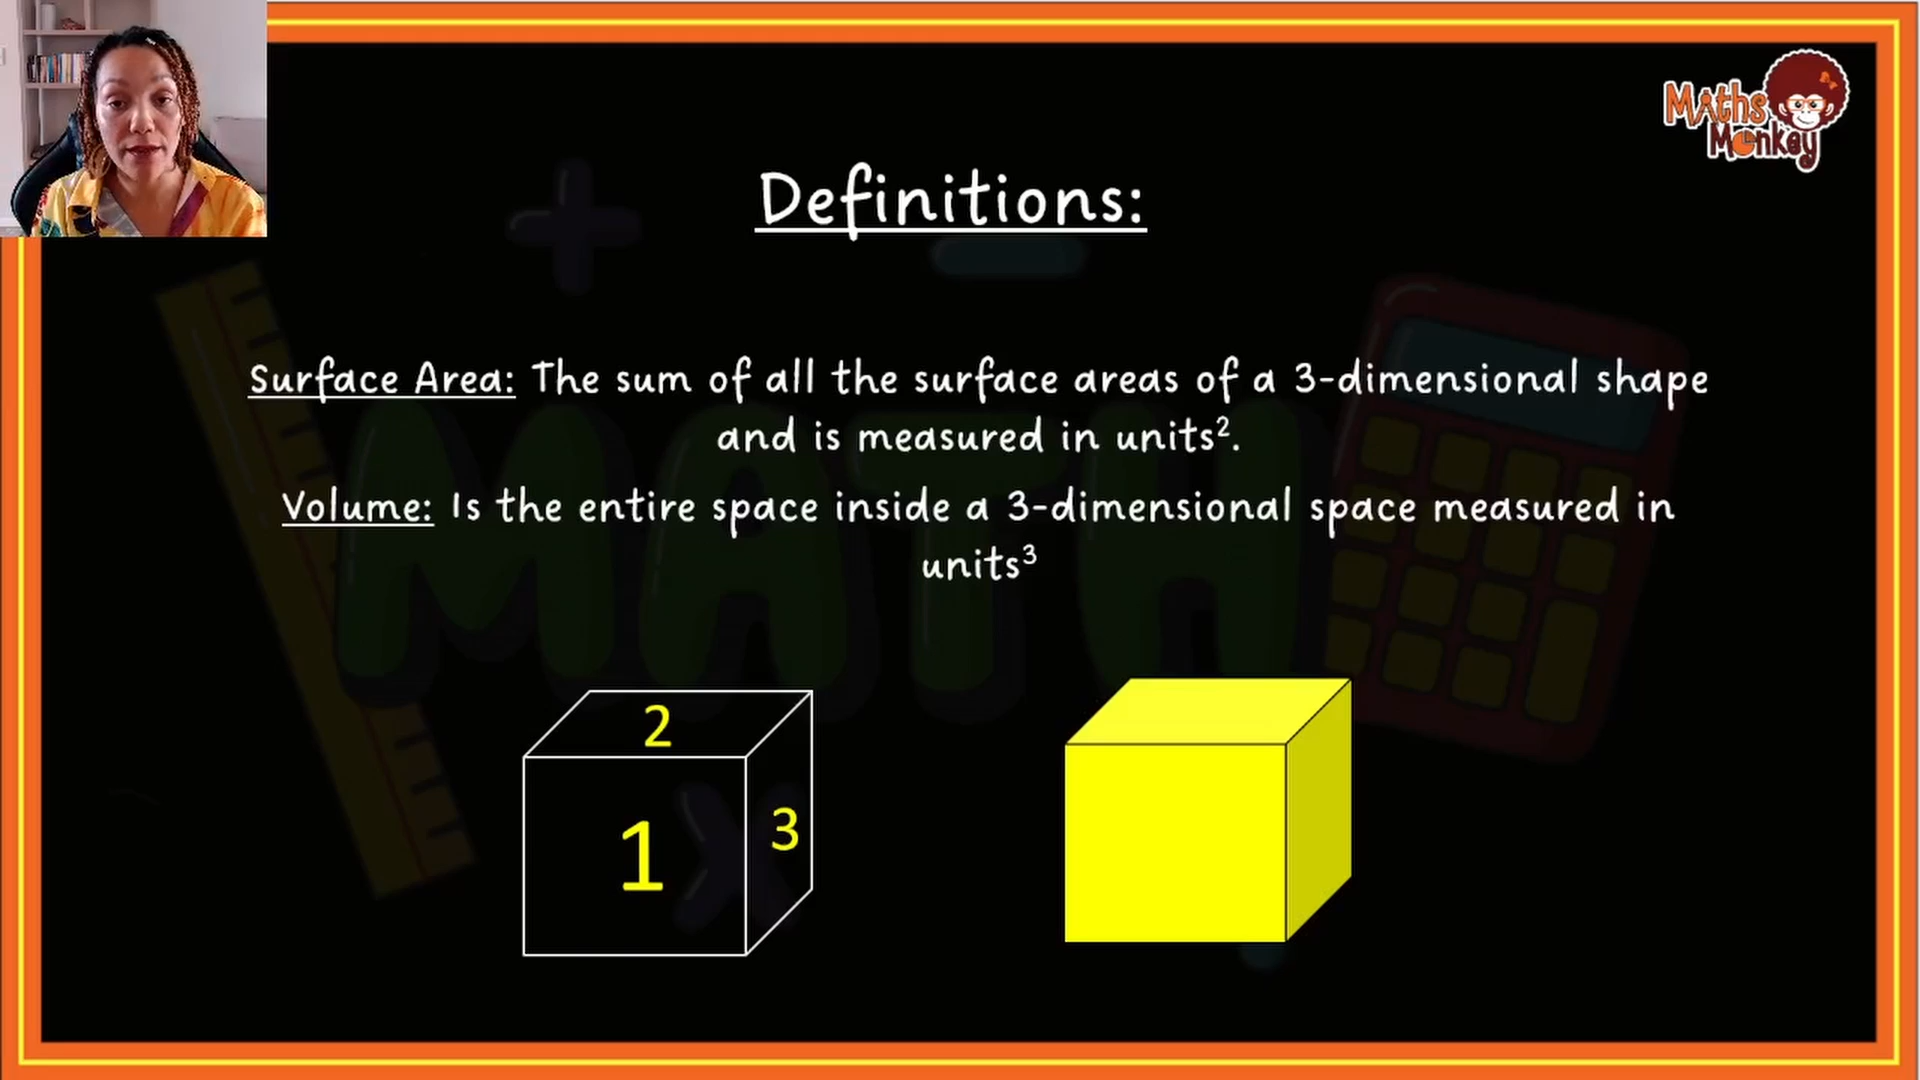 Maths
Monkey
Definitions:
Surface Area: The sum of all the surface areas of a 3-dimensional shape
and is measured in units².
Volume: Is the entire space inside a 3-dimensional space measured in
units³
MATH
2
1
3